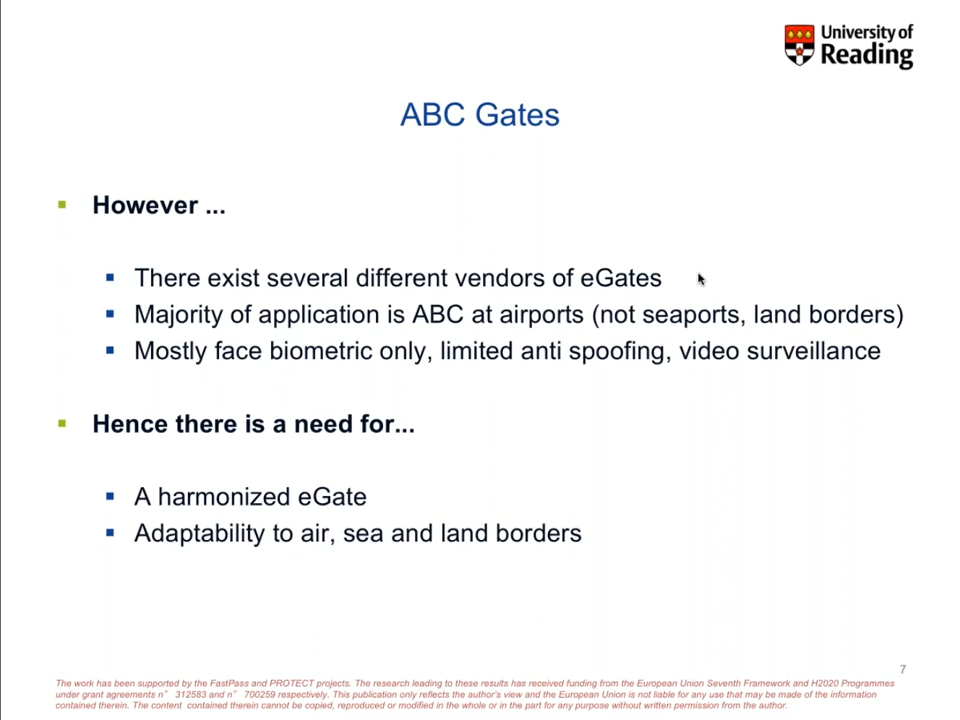 University of
Reading
ABC Gates
However ...
There exist several different vendors of eGates
Majority of application is ABC at airports (not seaports, land borders)
Mostly face biometric only, limited anti spoofing, video surveillance
Hence there is a need for...
A harmonized eGate
Adaptability to air, sea and land borders
7
The work has been supported by the FastPass and PROTECT projects. The research leading to these results has received funding from the European Union Seventh Framework and H2020 Programmes
under grant agreements n° 312583 and n° 700259 respectively. This publication only reflects the author's view and the European Union is not liable for any use that may be made of the information
contained therein. The content contained therein cannot be copied, reproduced or modified in the whole or in the part for any purpose without written permission from the author.